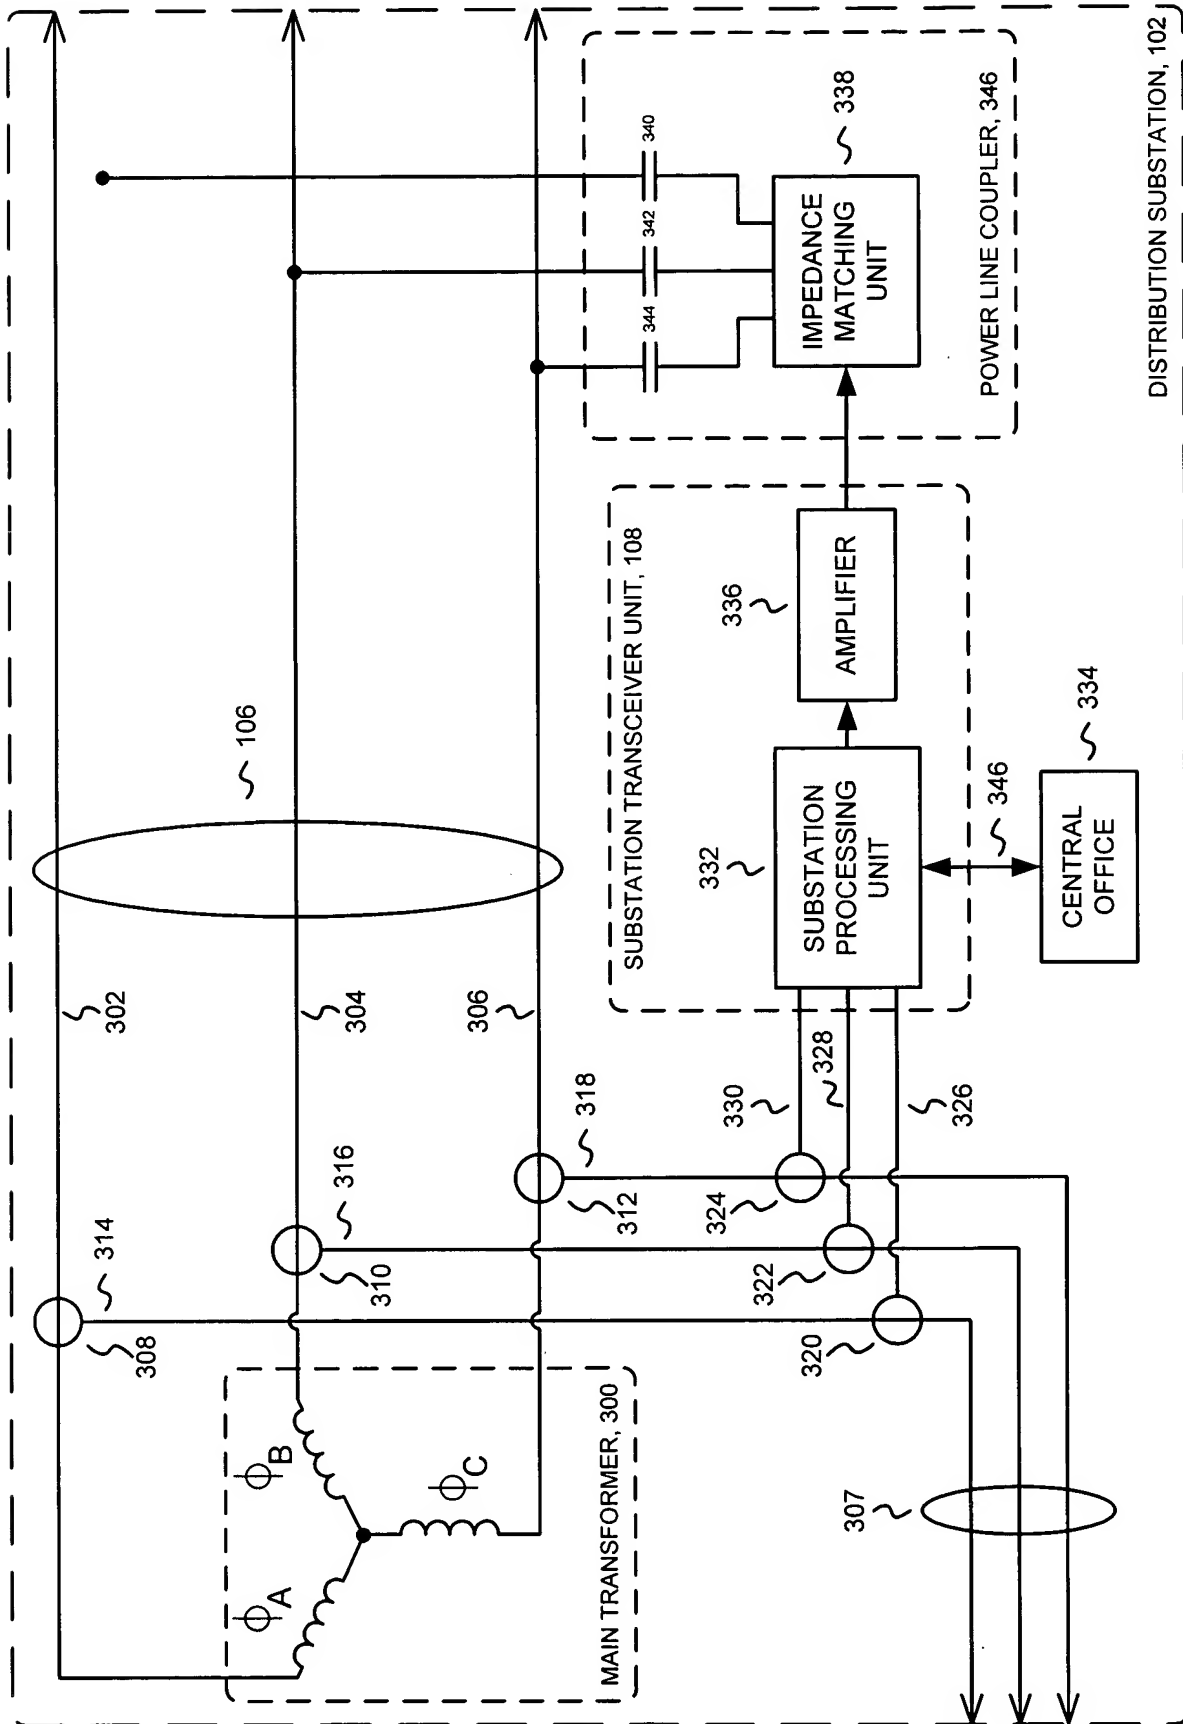 DISTRIBUTION SUBSTATION, 102
302
304
306
106
314
308
316
310
318
312
MAIN TRANSFORMER, 300
ϕA
ϕB
ϕC
307
320
322
324
330
328
326
SUBSTATION TRANSCEIVER UNIT, 108
332
SUBSTATION
PROCESSING
UNIT
336
AMPLIFIER
346
334
CENTRAL
OFFICE
POWER LINE COUPLER, 346
344
342
340
338
IMPEDANCE
MATCHING
UNIT